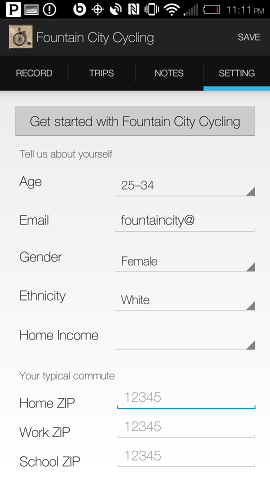 11:11 PM
Fountain City Cycling
SAVE
RECORD
TRIPS
NOTES
SETTING
Get started with Fountain City Cycling
Tell us about yourself
Age
25–34
Email
fountaincity@
Gender
Female
Ethnicity
White
Home Income
Your typical commute
Home ZIP
12345
Work ZIP
12345
School ZIP
12345